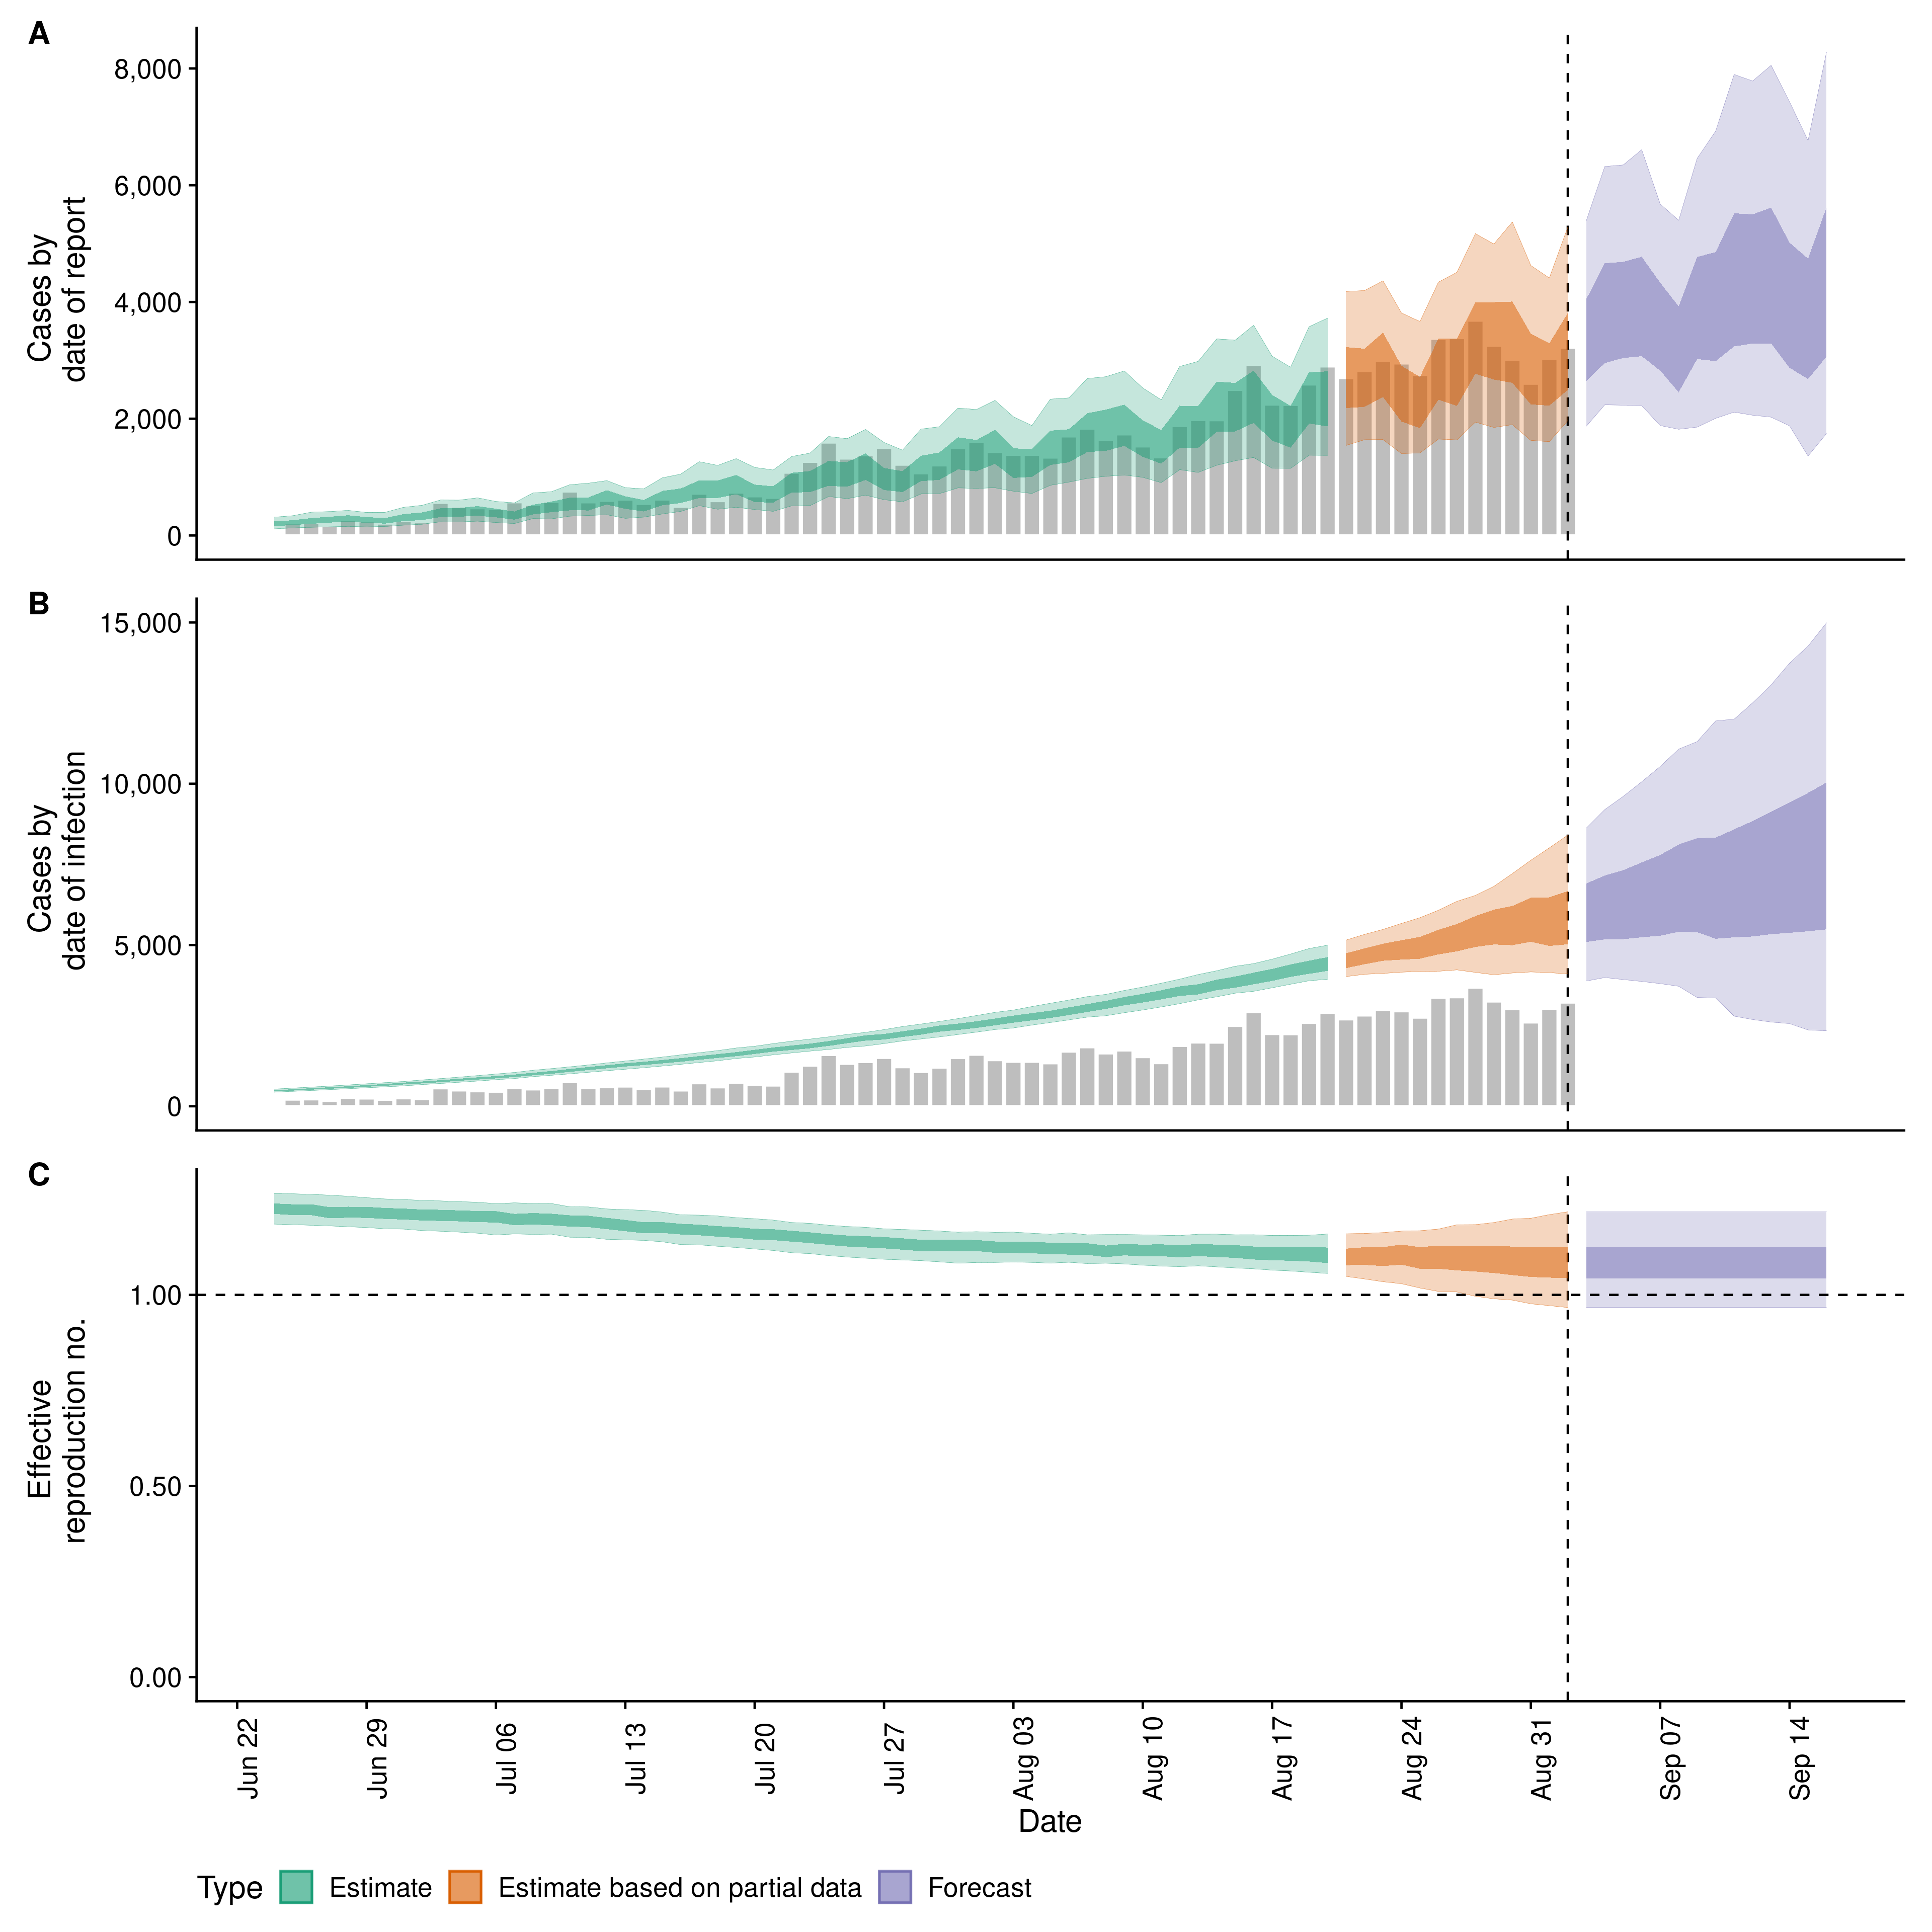 A
8,000
6,000
4,000
2,000
0
Cases by
date of report
B
15,000
10,000
5,000
0
Cases by
date of infection
C
1.00
0.50
0.00
Effective
reproduction no.
Jun 22
Jun 29
Jul 06
Jul 13
Jul 20
Jul 27
Aug 03
Aug 10
Aug 17
Aug 24
Aug 31
Sep 07
Sep 14
Date
Type Estimate Estimate based on partial data Forecast